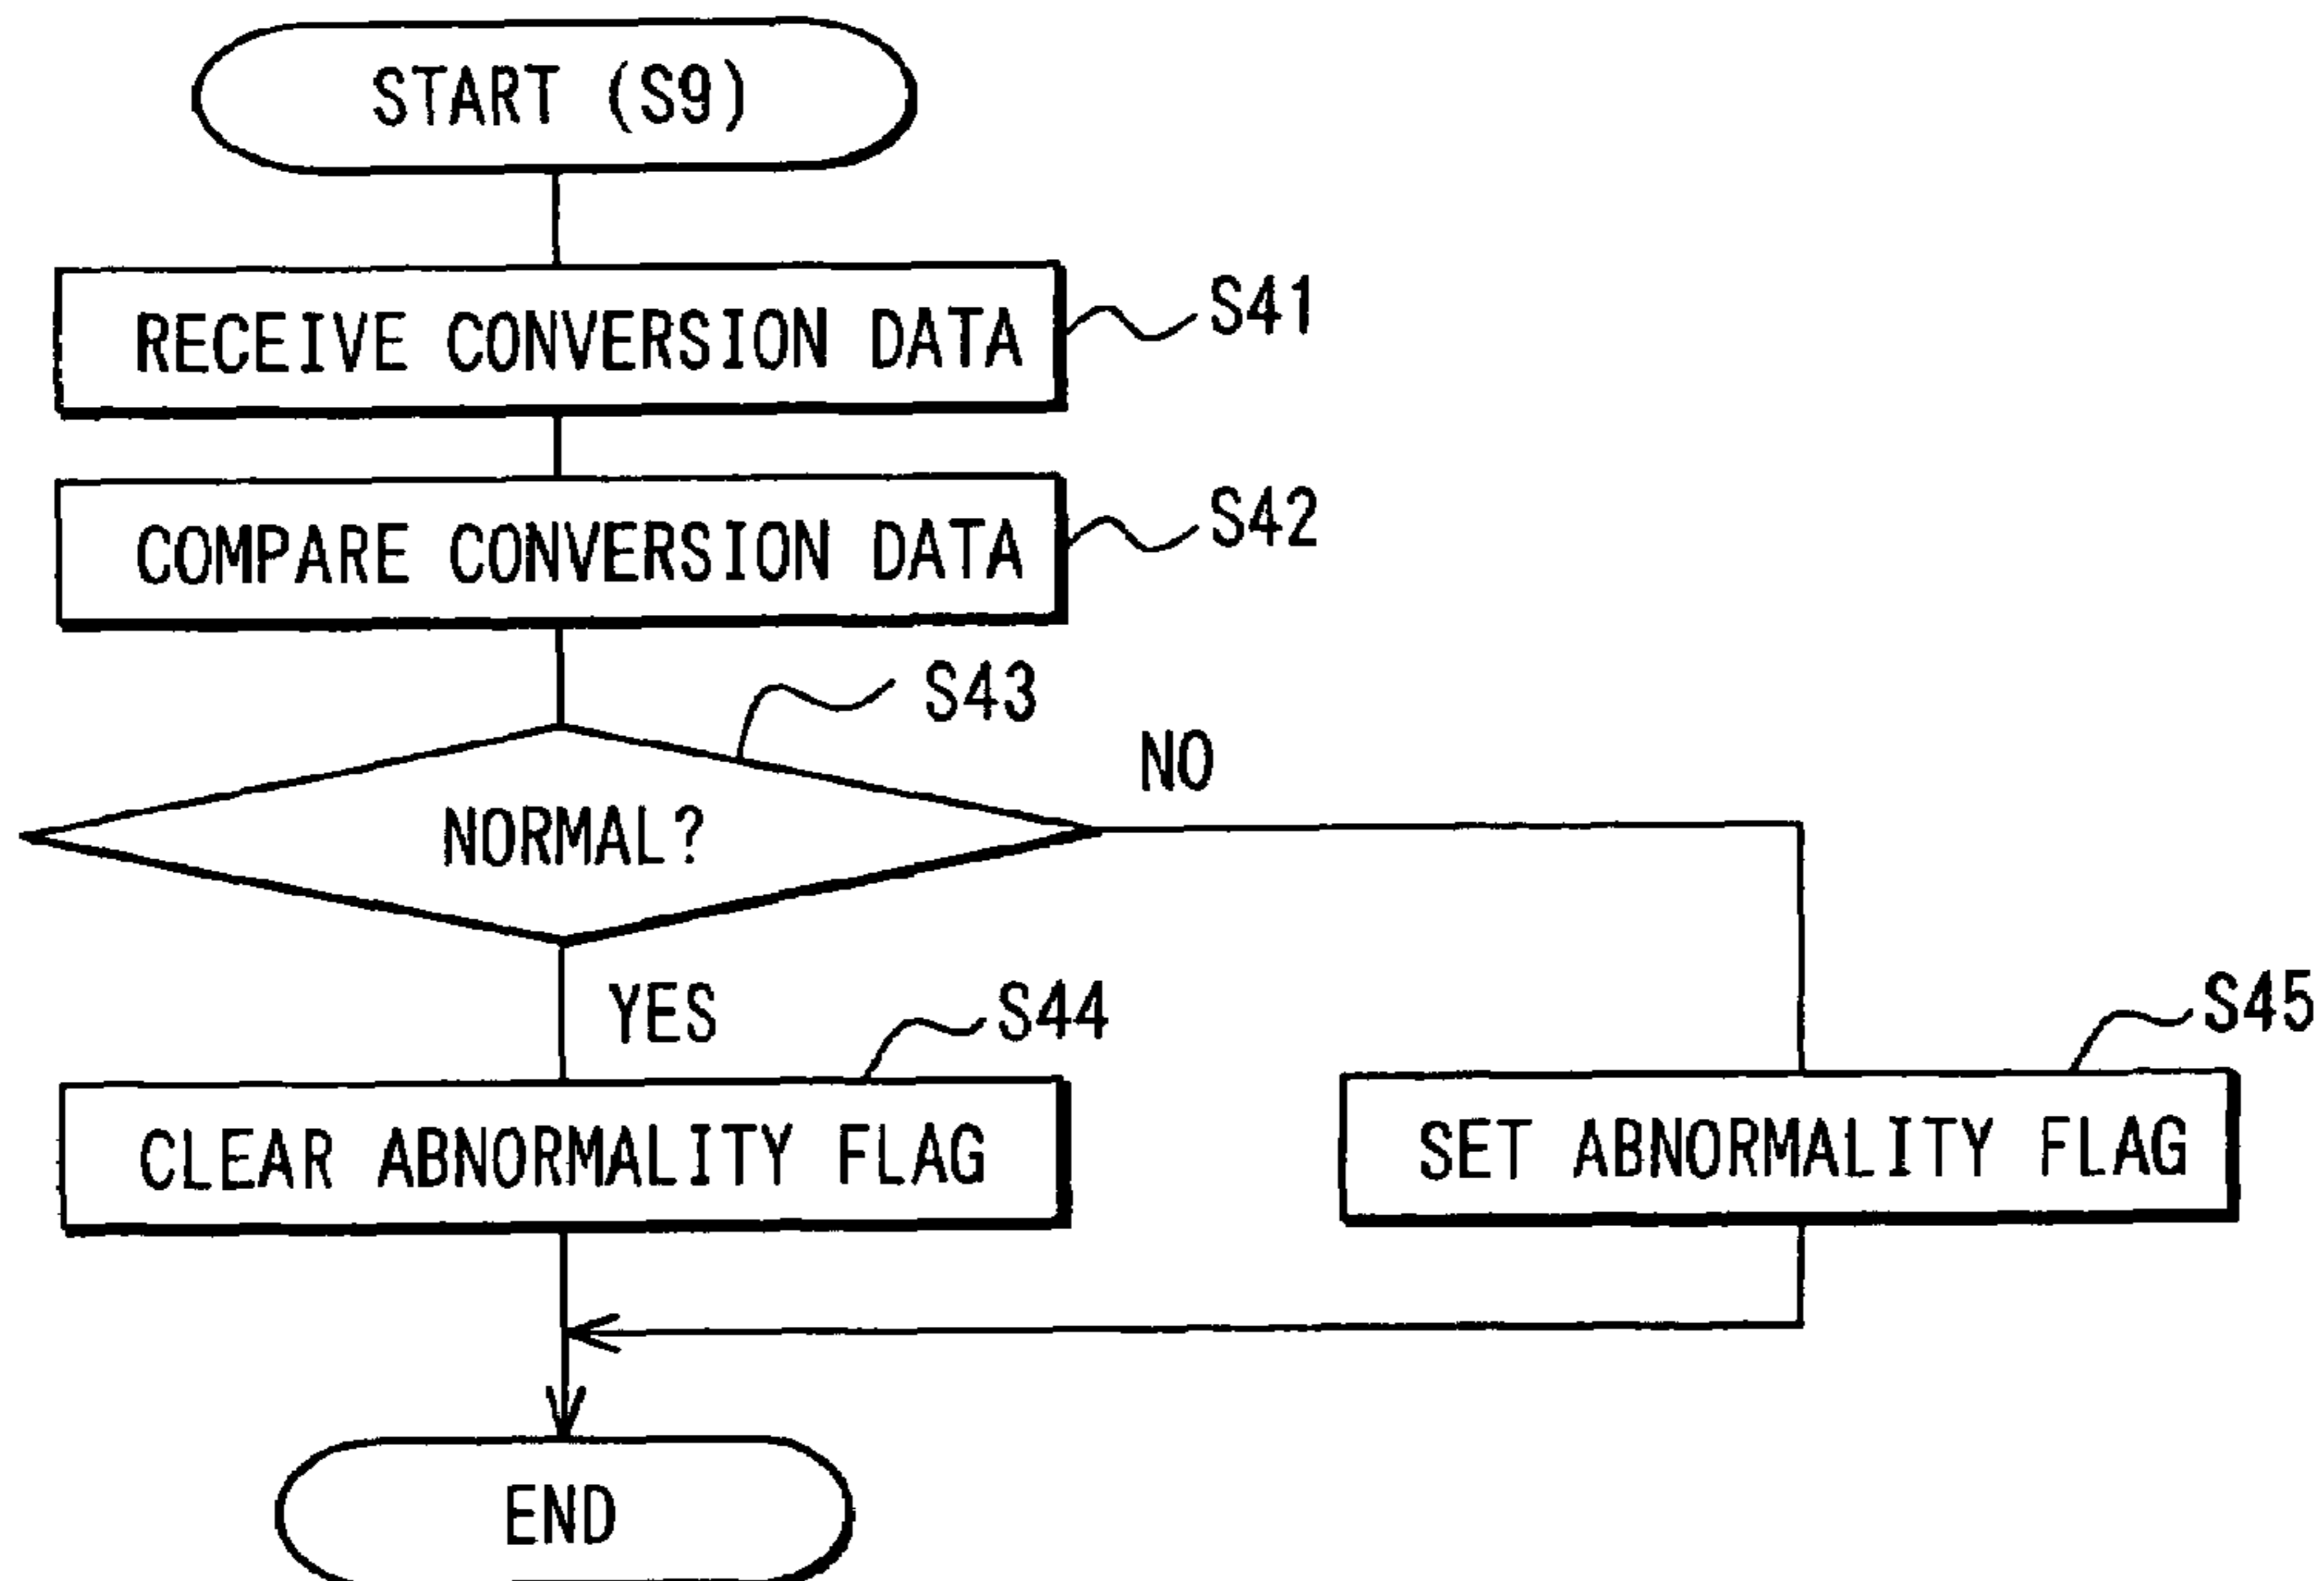 START (S9)
RECEIVE CONVERSION DATA
S41
COMPARE CONVERSION DATA
S42
S43
NORMAL?
NO
YES
S44
S45
CLEAR ABNORMALITY FLAG
SET ABNORMALITY FLAG
END